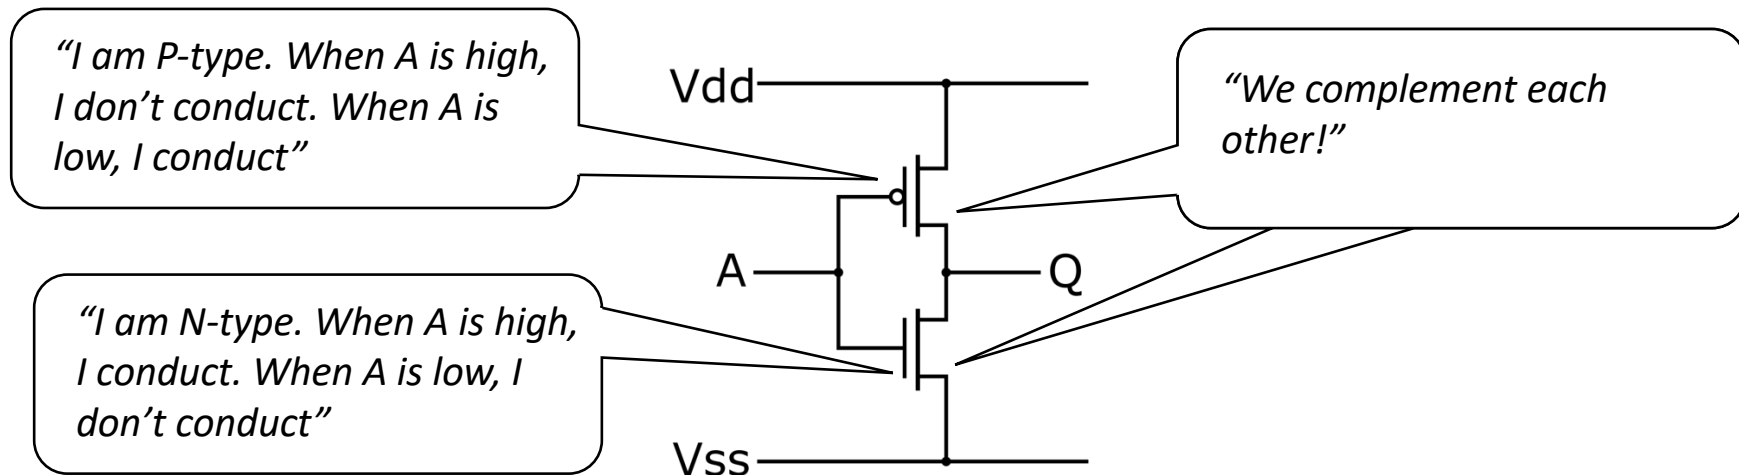 “I am P-type. When A is high,
I don’t conduct. When A is
low, I conduct”
Vdd
“We complement each
other!”
A
Q
“I am N-type. When A is high,
I conduct. When A is low, I
don’t conduct”
Vss